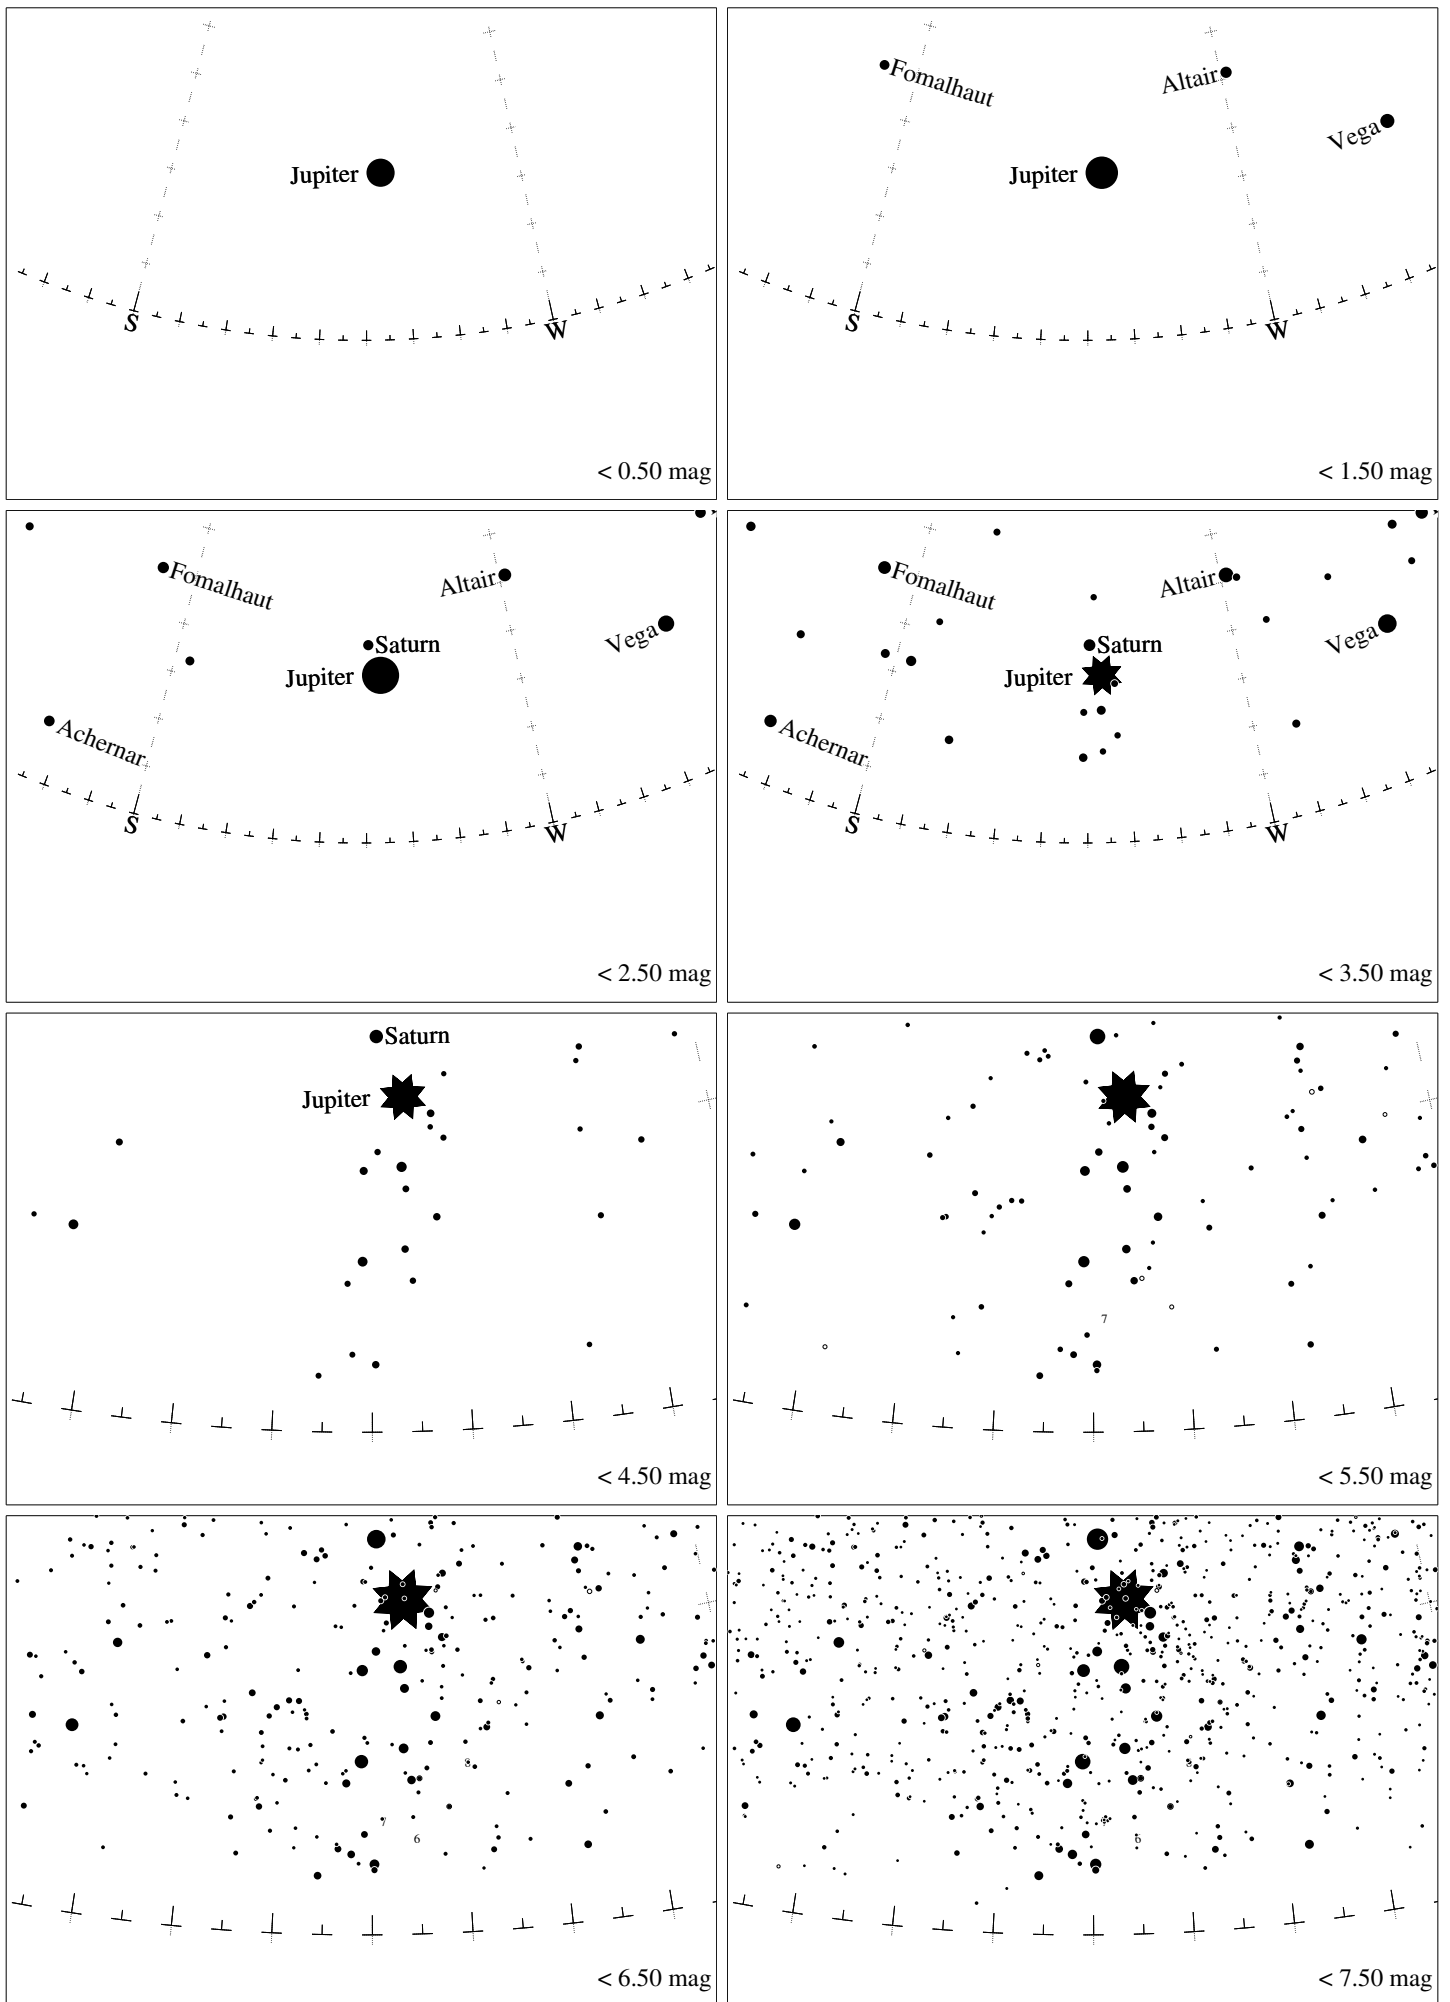 Jupiter
S
W
< 0.50 mag
Fomalhaut
Altair
Vega
Jupiter
S
W
< 1.50 mag
Fomalhaut
Altair
Saturn
Vega
Jupiter
Achernar
S
W
< 2.50 mag
Fomalhaut
Altair
Saturn
Vega
Jupiter
Achernar
S
W
< 3.50 mag
Saturn
Jupiter
< 4.50 mag
7
< 5.50 mag
7
6
< 6.50 mag
6
< 7.50 mag